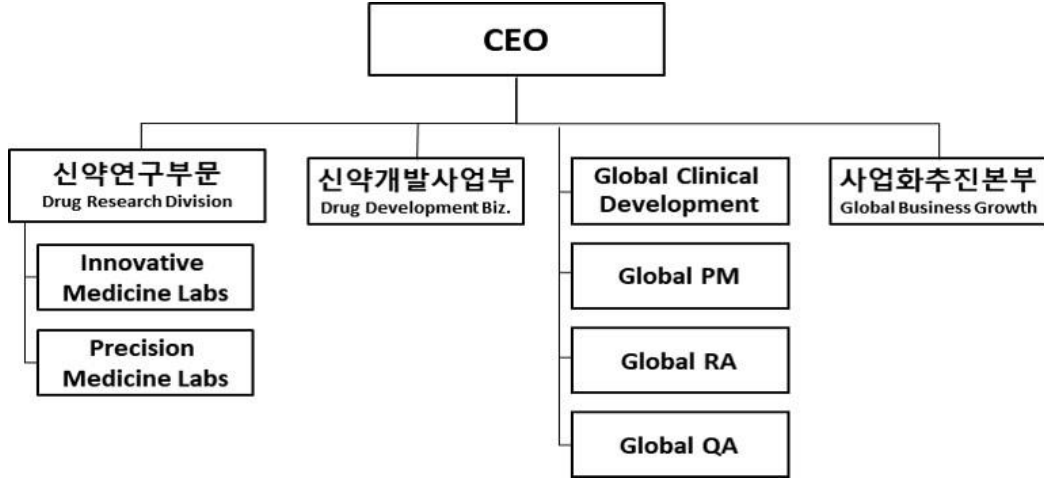 CEO
신약연구부문
Drug Research Division
Innovative
Medicine Labs
Precision
Medicine Labs
신약개발사업부
Drug Development Biz.
Global Clinical
Development
Global PM
Global RA
Global QA
사업화추진본부
Global Business Growth